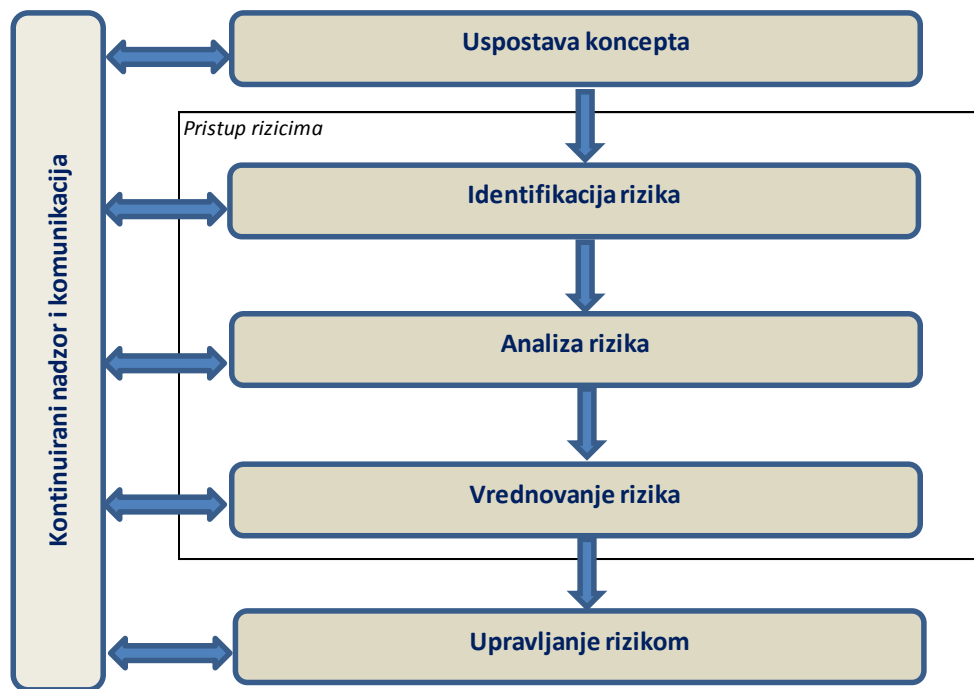 Uspostava koncepta
Pristup rizicima
Identifikacija rizika
Analiza rizika
Vrednovanje rizika
Upravljanje rizikom
Kontinuirani nadzor i komunikacija